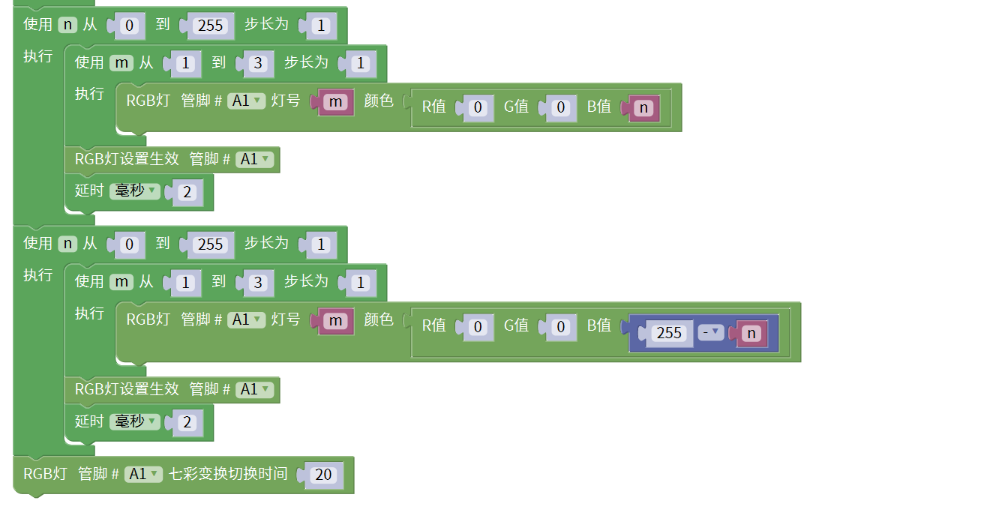 使用 n 从 0 到 255 步长为 1
执行 使用 m 从 1 到 3 步长为 1
执行 RGB灯 管脚 # A1 灯号 m 颜色 R值 0 G值 0 B值 n
RGB灯设置生效 管脚 # A1
延时 毫秒 2
使用 n 从 0 到 255 步长为 1
执行 使用 m 从 1 到 3 步长为 1
执行 RGB灯 管脚 # A1 灯号 m 颜色 R值 0 G值 0 B值 255 - n
RGB灯设置生效 管脚 # A1
延时 毫秒 2
RGB灯 管脚 # A1 七彩变换切换时间 20